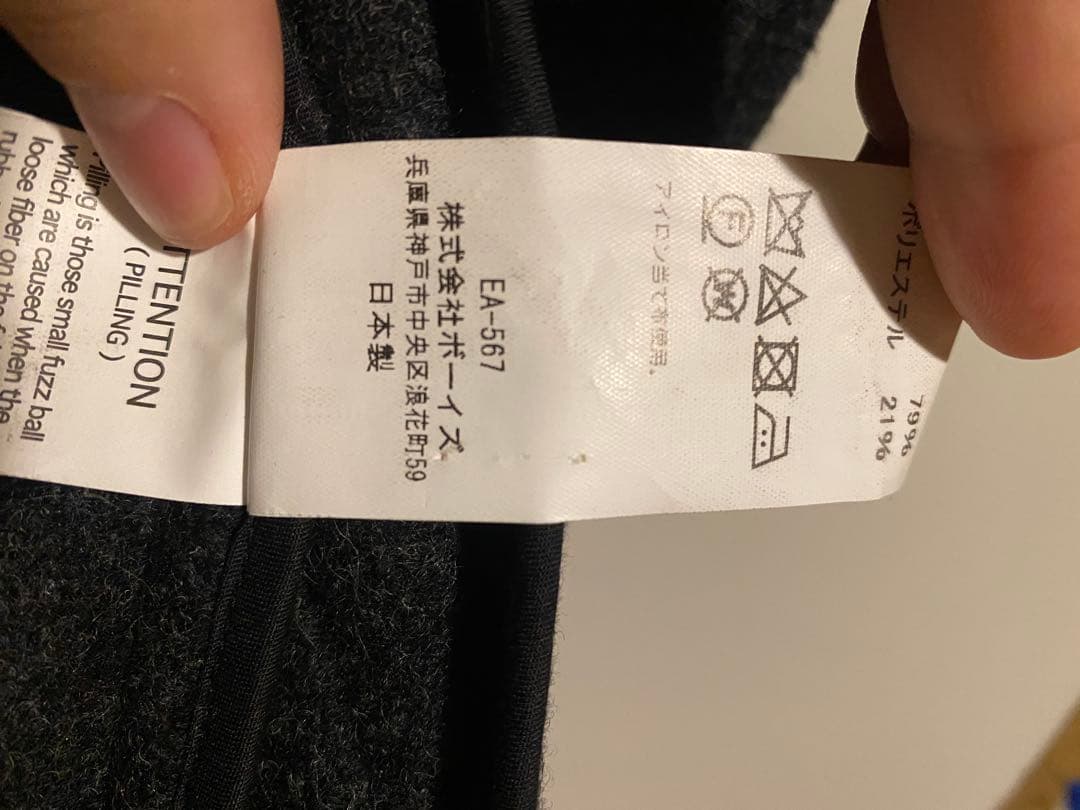 79%
ポリエステル 21%
アイロン当て布使用。
EA-567
株式会社ボーイズ
兵庫県神戸市中央区浪花町59
日本製
TTENTION
(PILLING)
Pilling is those small fuzz ball
which are caused when the
loose fiber on the